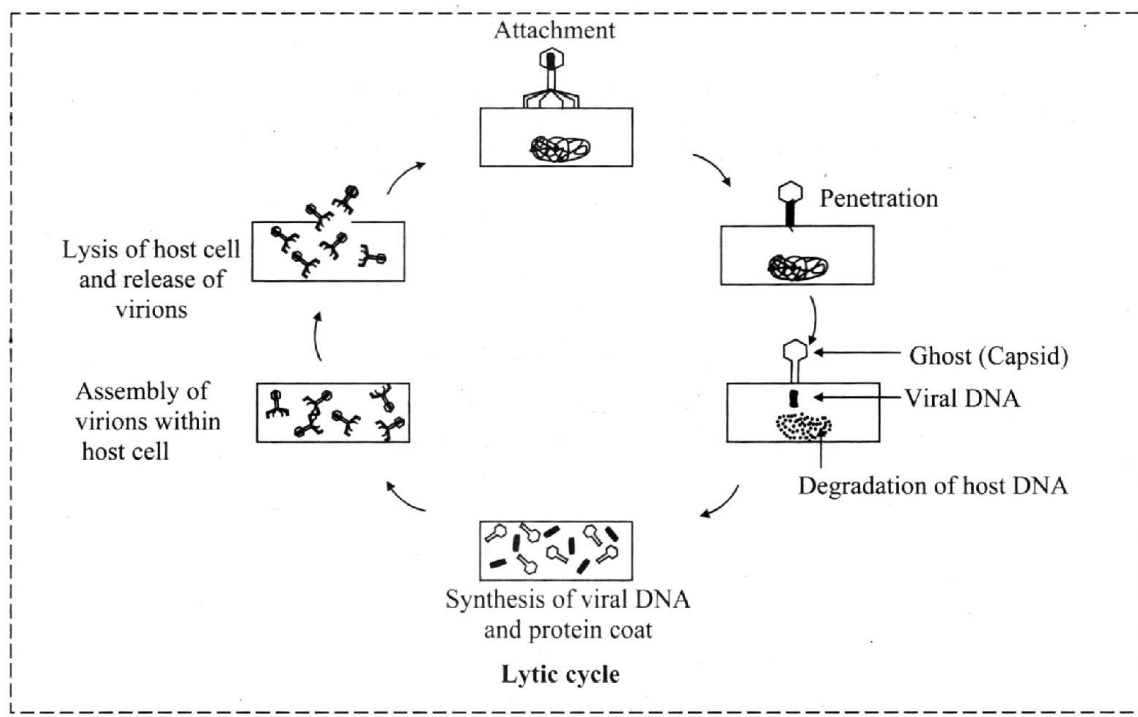 Attachment
Penetration
Ghost (Capsid)
Viral DNA
Degradation of host DNA
Synthesis of viral DNA
and protein coat
Assembly of
virions within
host cell
Lysis of host cell
and release of
virions
Lytic cycle